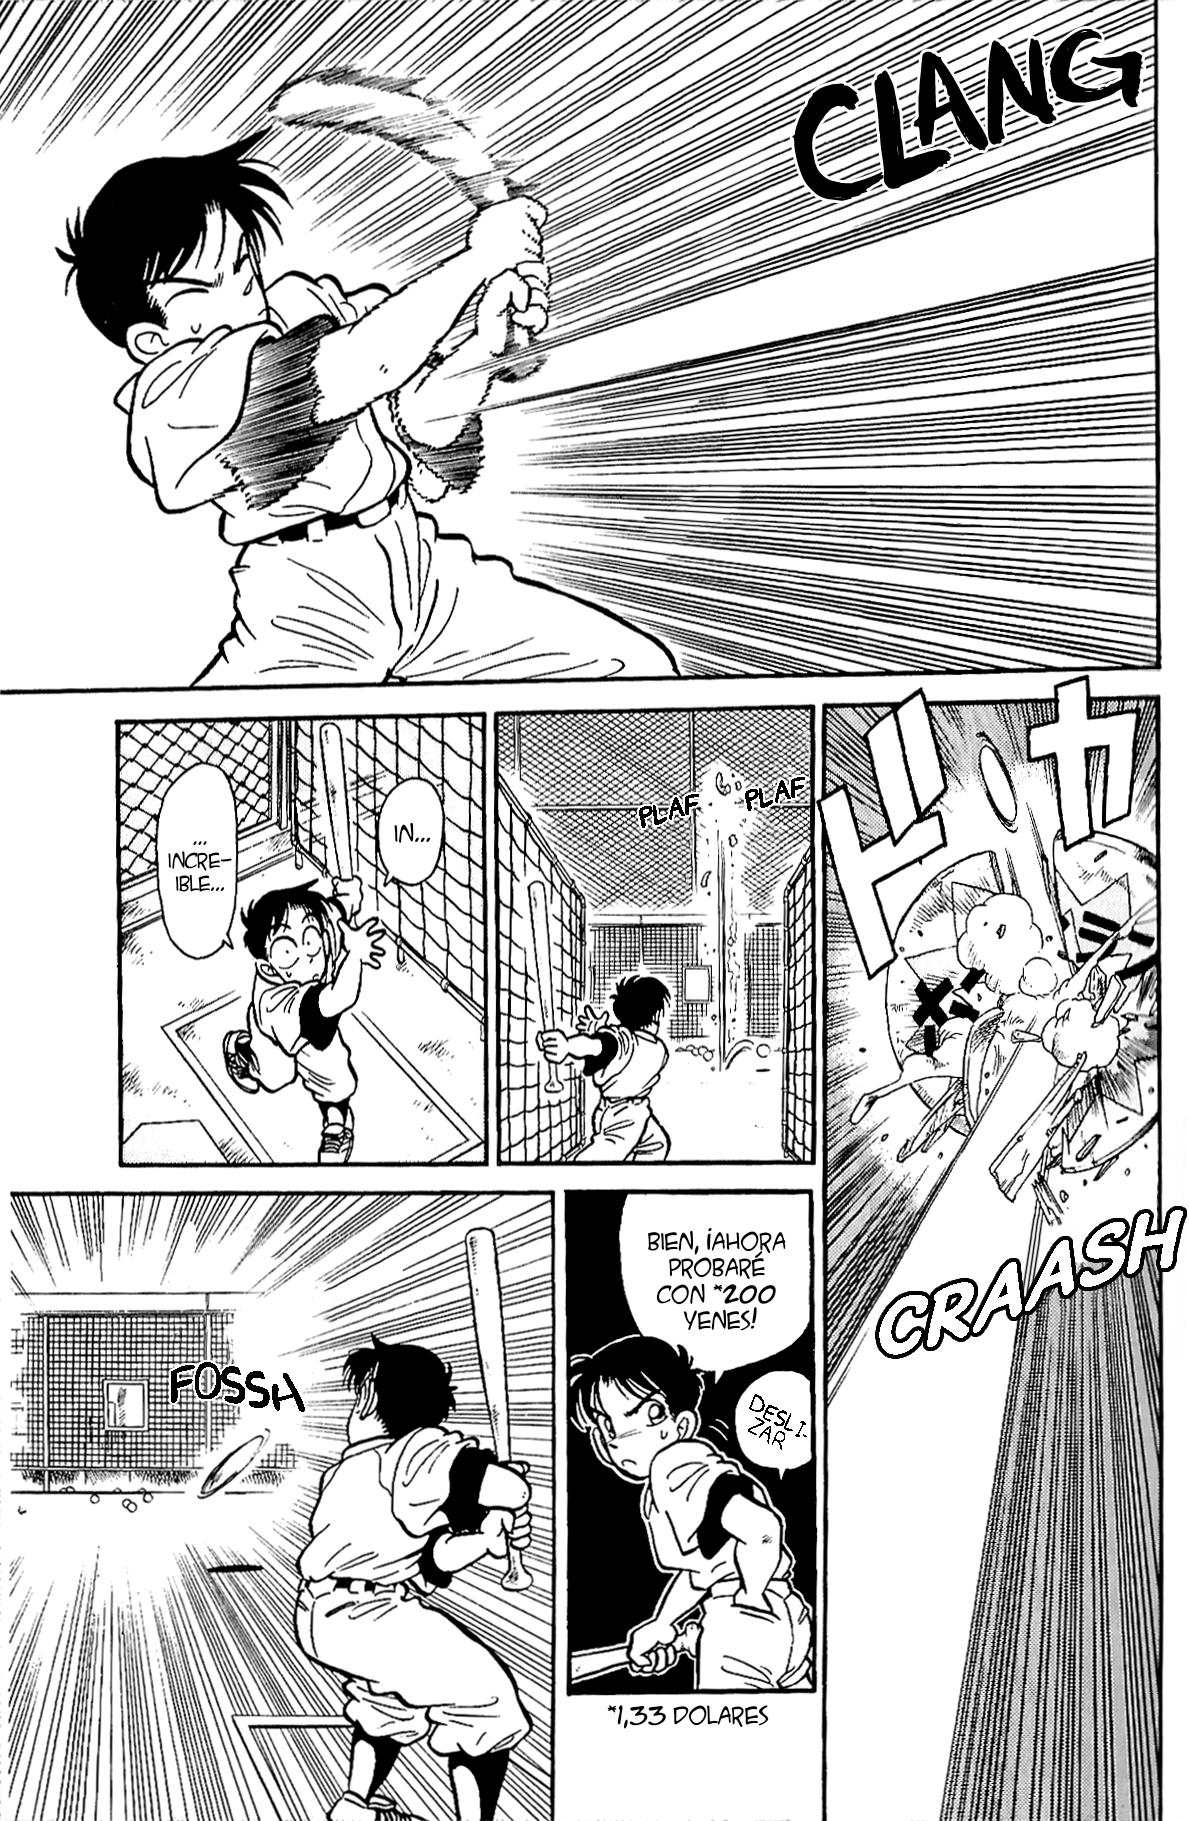 CLANG
ドカ
CRAASH
PLAF
PLAF
IN...
...
INCRE-
IBLE...
BIEN, ¡AHORA
PROBARÉ
CON *200
YENES!
DESLI-
ZAR
*1,33 DOLARES
FOSSH